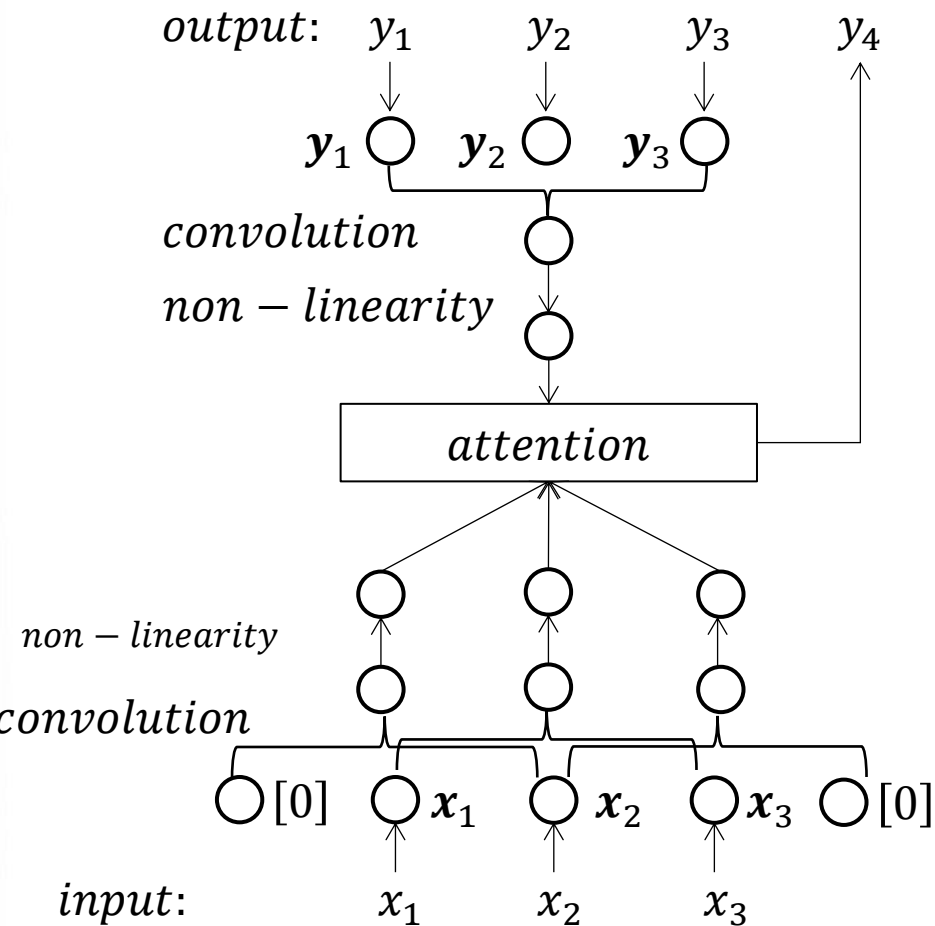 output: y₁ y₂ y₃ y₄
y₁ y₂ y₃
convolution
non − linearity
attention
non − linearity
convolution
[0] x₁ x₂ x₃ [0]
input: x₁ x₂ x₃